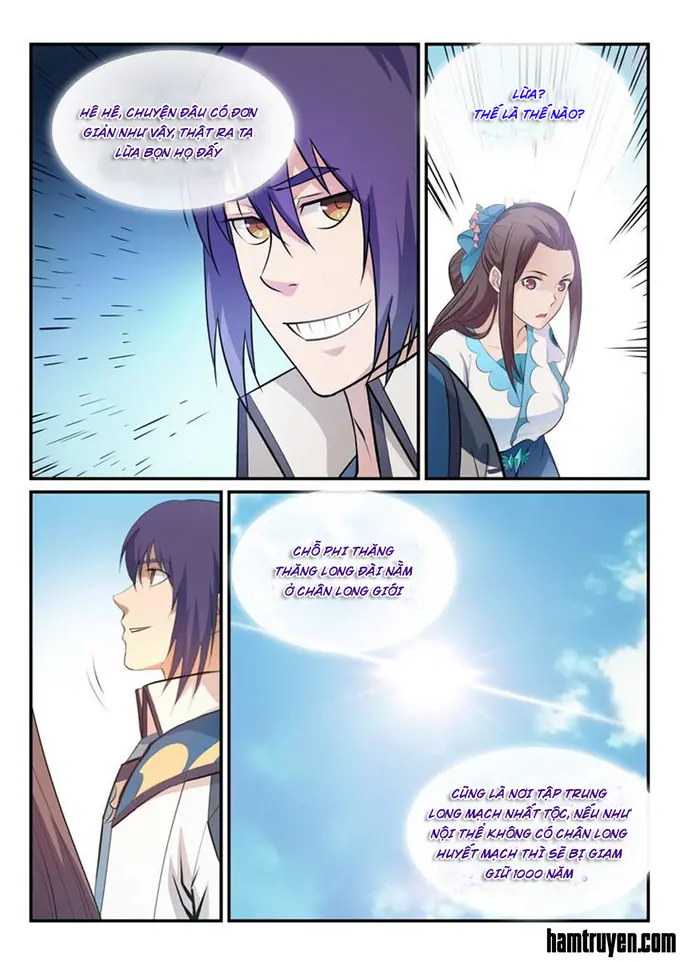 HÊ HÊ, CHUYỆN ĐÂU CÓ ĐƠN
GIẢN NHƯ VẬY, THẬT RA TA
LỪA BỌN HỌ ĐẤY
LỪA?
THẾ LÀ THẾ NÀO?
CHỖ PHI THĂNG
THĂNG LONG ĐÀI NẰM
Ở CHÂN LONG GIỚI
CŨNG LÀ NƠI TẬP TRUNG
LONG MẠCH NHẤT TỘC, NẾU NHƯ
NỘI THỂ KHÔNG CÓ CHÂN LONG
HUYẾT MẠCH THÌ SẼ BỊ GIAM
GIỮ 1000 NĂM
hamtruyen.com